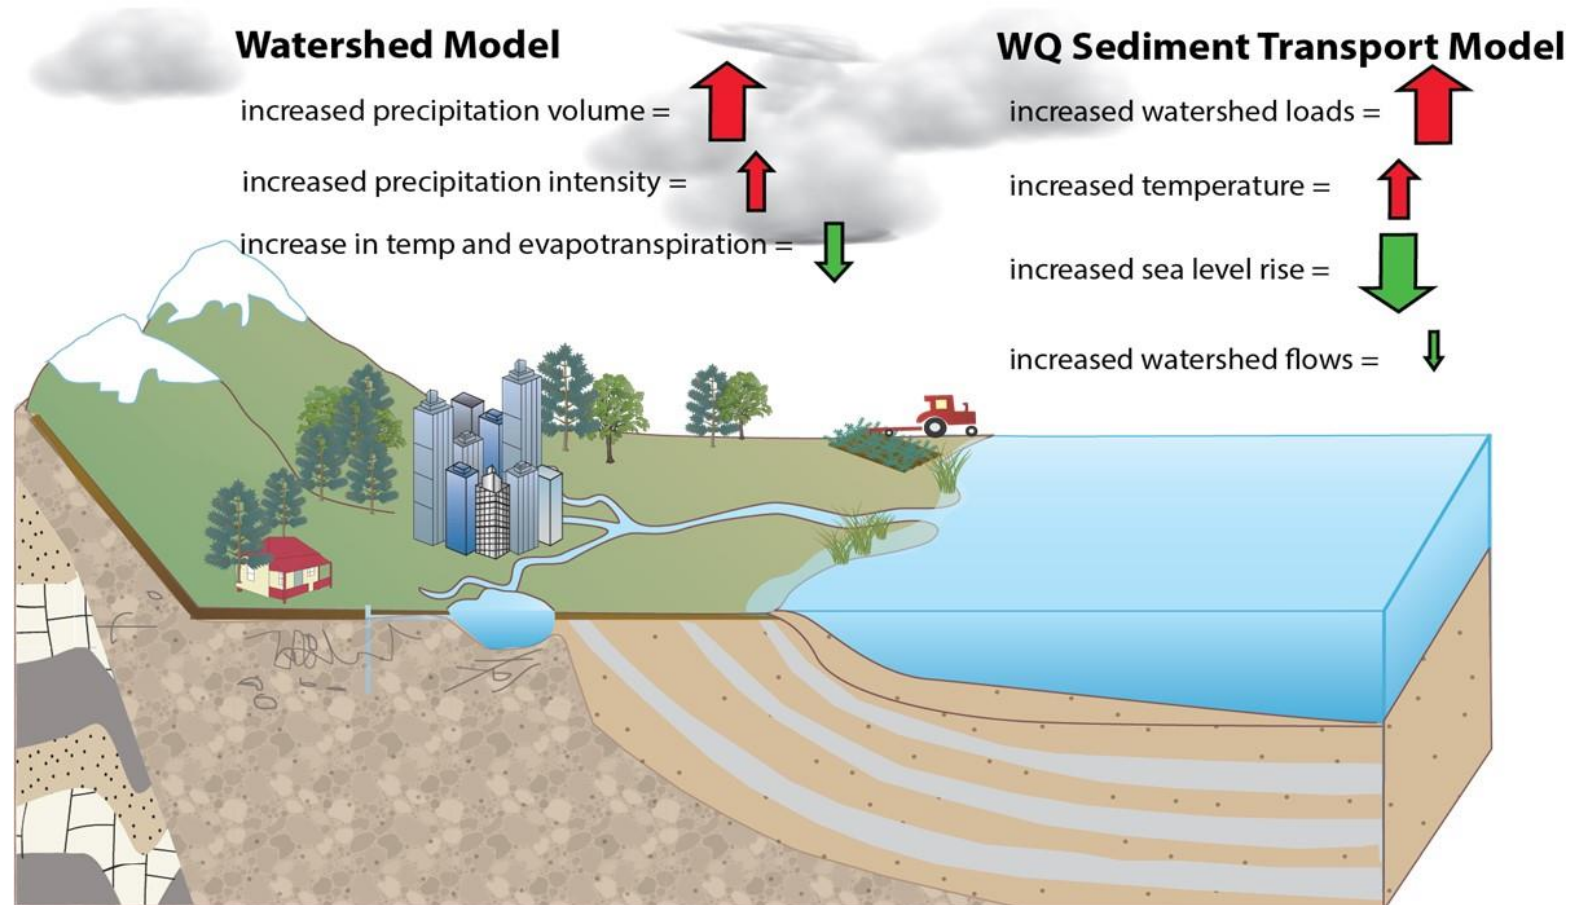 Watershed Model
increased precipitation volume =
increased precipitation intensity =
increase in temp and evapotranspiration =
WQ Sediment Transport Model
increased watershed loads =
increased temperature =
increased sea level rise =
increased watershed flows =